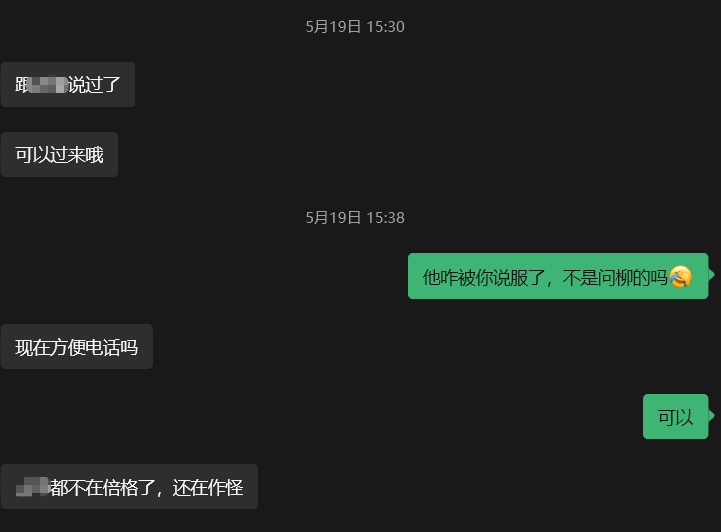 5月19日 15:30
跟说过了
可以过来哦
5月19日 15:38
他咋被你说服了，不是问柳的吗
现在方便电话吗
可以
都不在倍格了，还在作怪